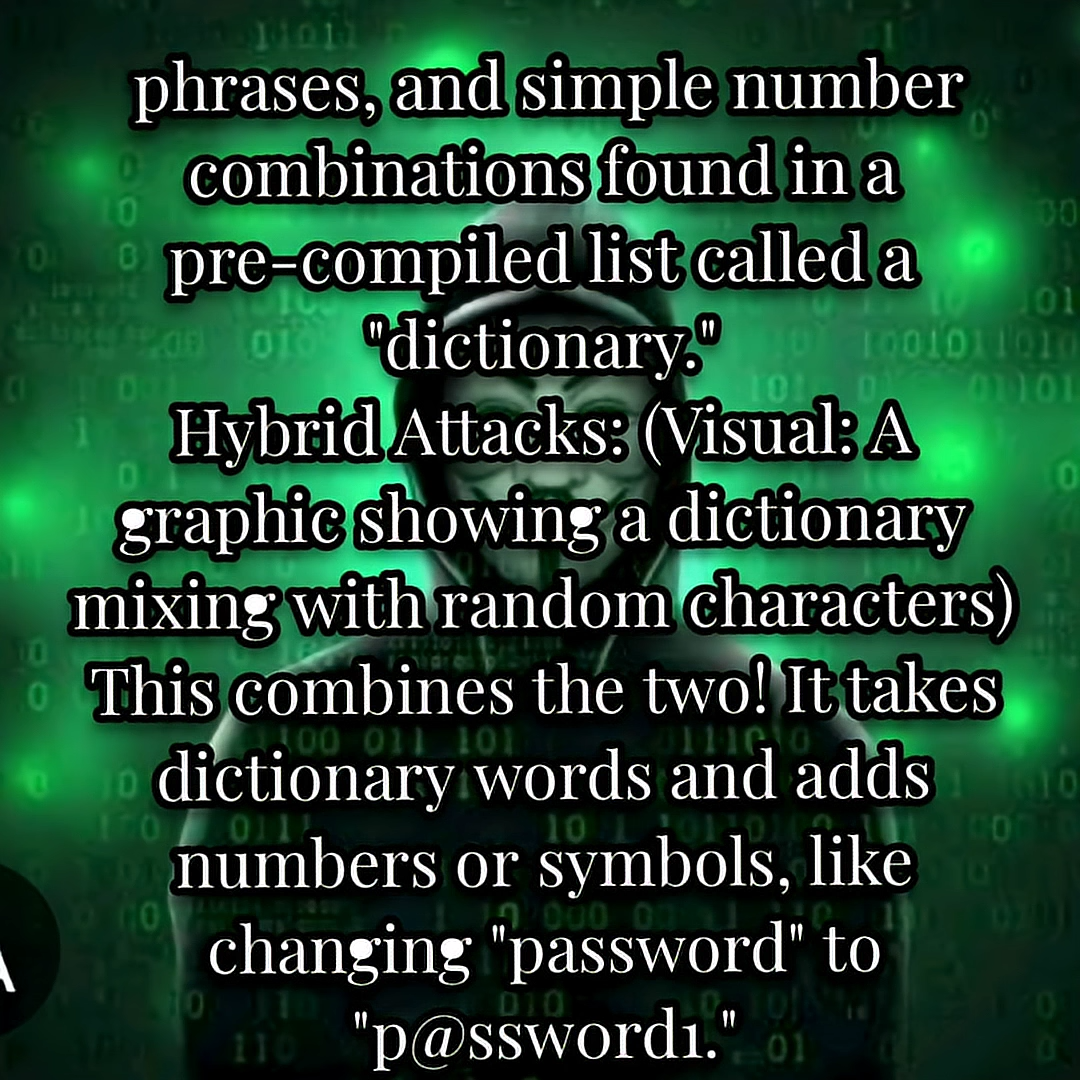 phrases, and simple number
combinations found in a
pre-compiled list called a
"dictionary."
Hybrid Attacks: (Visual: A
graphic showing a dictionary
mixing with random characters)
This combines the two! It takes
dictionary words and adds
numbers or symbols, like
changing "password" to
"p@ssword1."